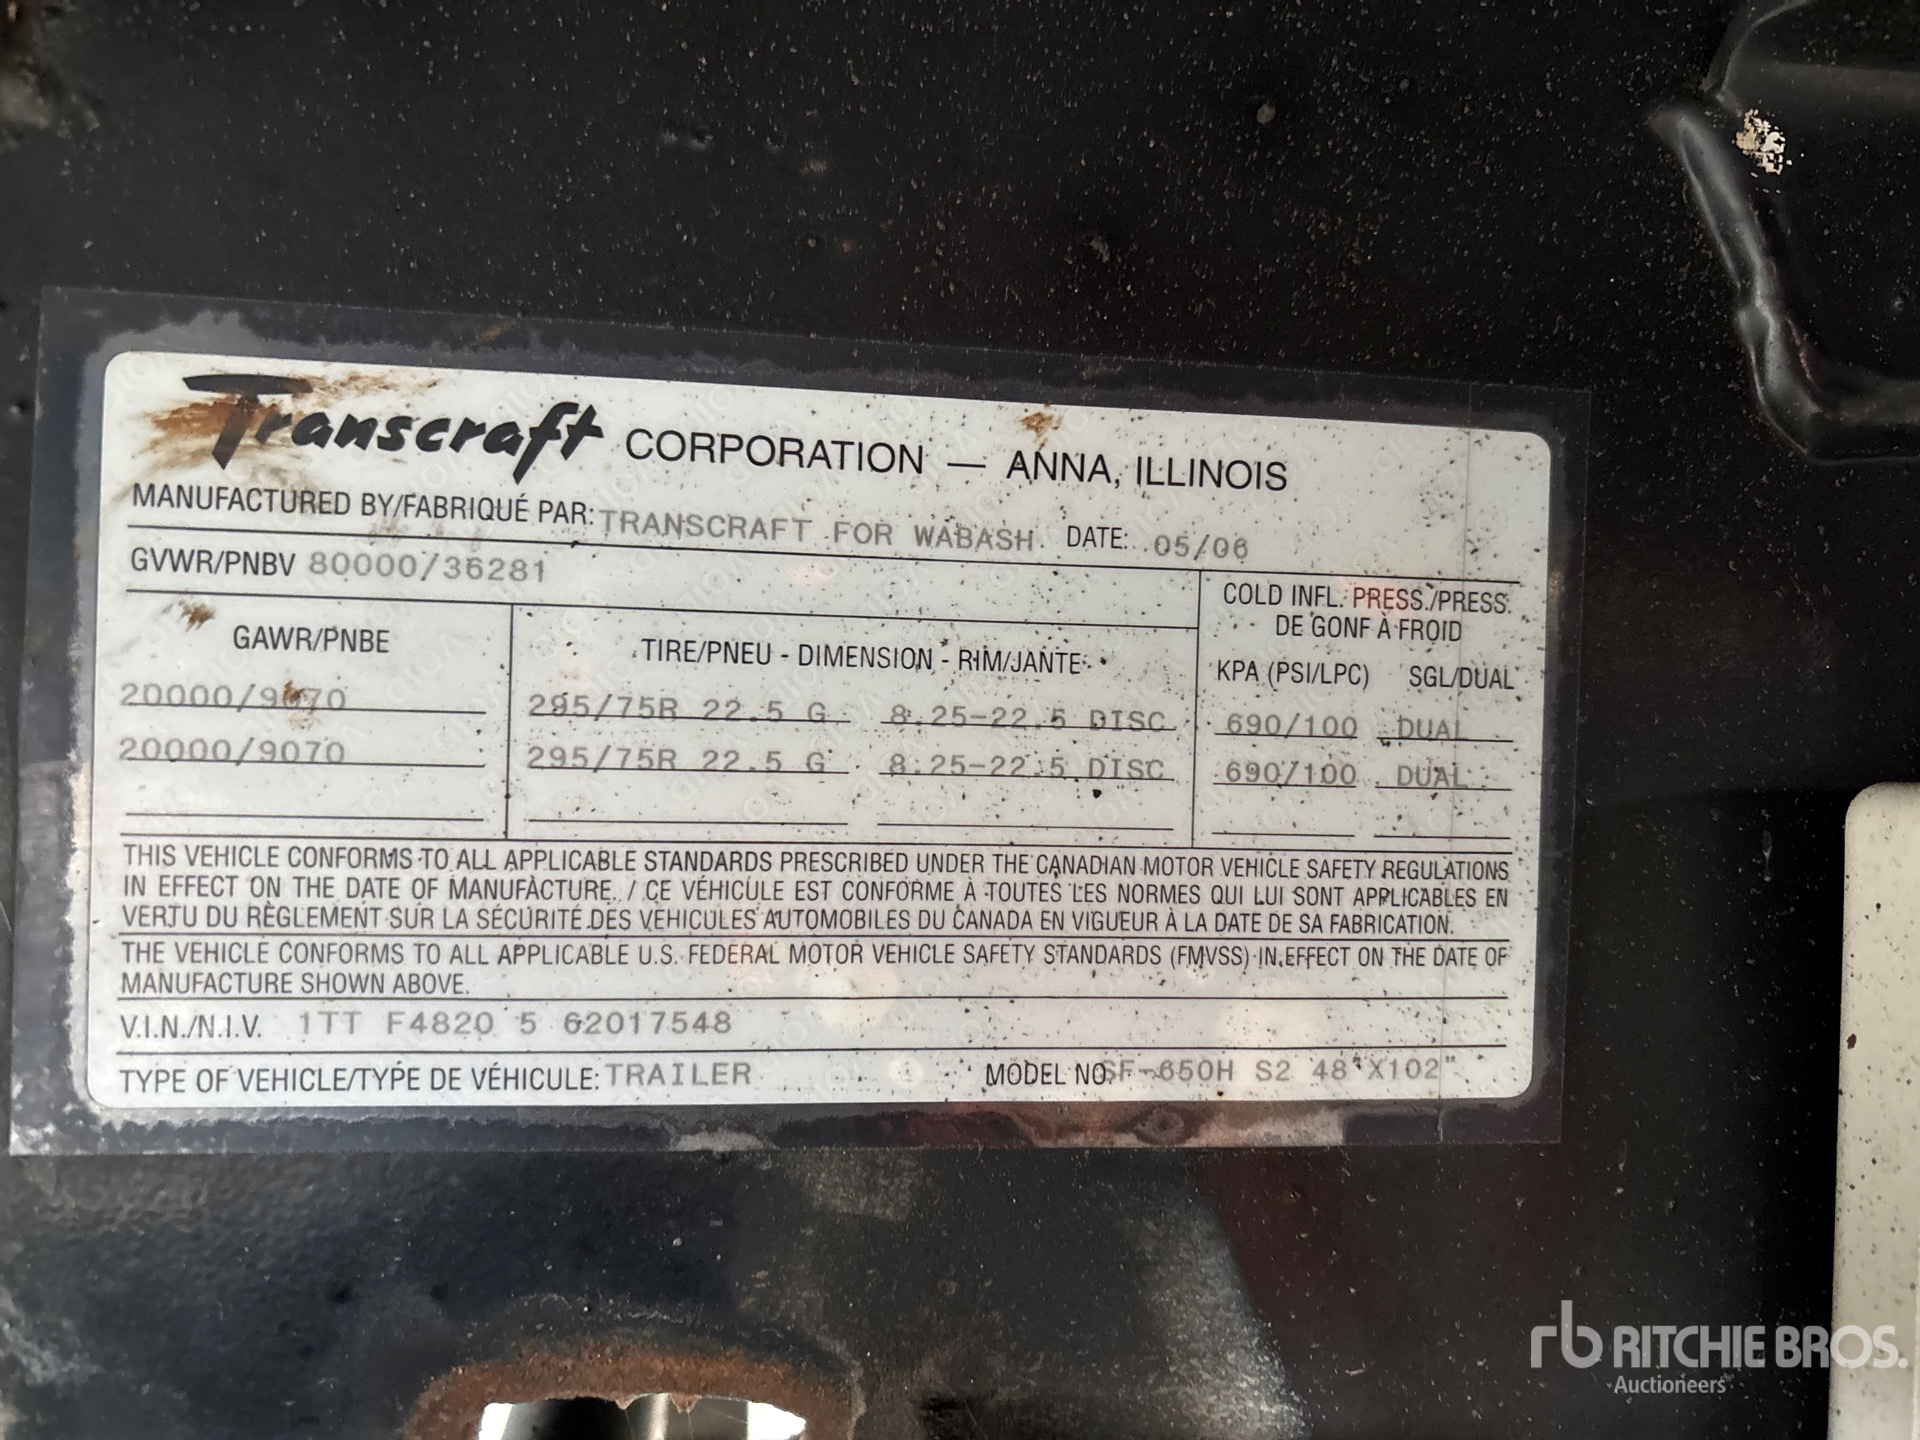 Transcraft CORPORATION — ANNA, ILLINOIS
MANUFACTURED BY/FABRIQUÉ PAR: TRANSCRAFT FOR WABASH DATE: 05/06
GVWR/PNBV 80000/36281
COLD INFL. PRESS./PRESS.
DE GONF À FROID
GAWR/PNBE TIRE/PNEU - DIMENSION - RIM/JANTE KPA (PSI/LPC) SGL/DUAL
20000/9070 295/75R 22.5 G 8.25-22.5 DISC 690/100 DUAL
20000/9070 295/75R 22.5 G 8.25-22.5 DISC 690/100 DUAL
THIS VEHICLE CONFORMS TO ALL APPLICABLE STANDARDS PRESCRIBED UNDER THE CANADIAN MOTOR VEHICLE SAFETY REGULATIONS
IN EFFECT ON THE DATE OF MANUFACTURE. / CE VÉHICULE EST CONFORME À TOUTES LES NORMES QUI LUI SONT APPLICABLES EN
VERTU DU RÈGLEMENT SUR LA SÉCURITÉ DES VÉHICULES AUTOMOBILES DU CANADA EN VIGUEUR À LA DATE DE SA FABRICATION.
THE VEHICLE CONFORMS TO ALL APPLICABLE U.S. FEDERAL MOTOR VEHICLE SAFETY STANDARDS (FMVSS) IN EFFECT ON THE DATE OF
MANUFACTURE SHOWN ABOVE.
V.I.N./N.I.V. 1TT F4820 5 62017548
TYPE OF VEHICLE/TYPE DE VÉHICULE: TRAILER MODEL NO. SF-650H S2 48'X102"
rb RITCHIE BROS.
Auctioneers